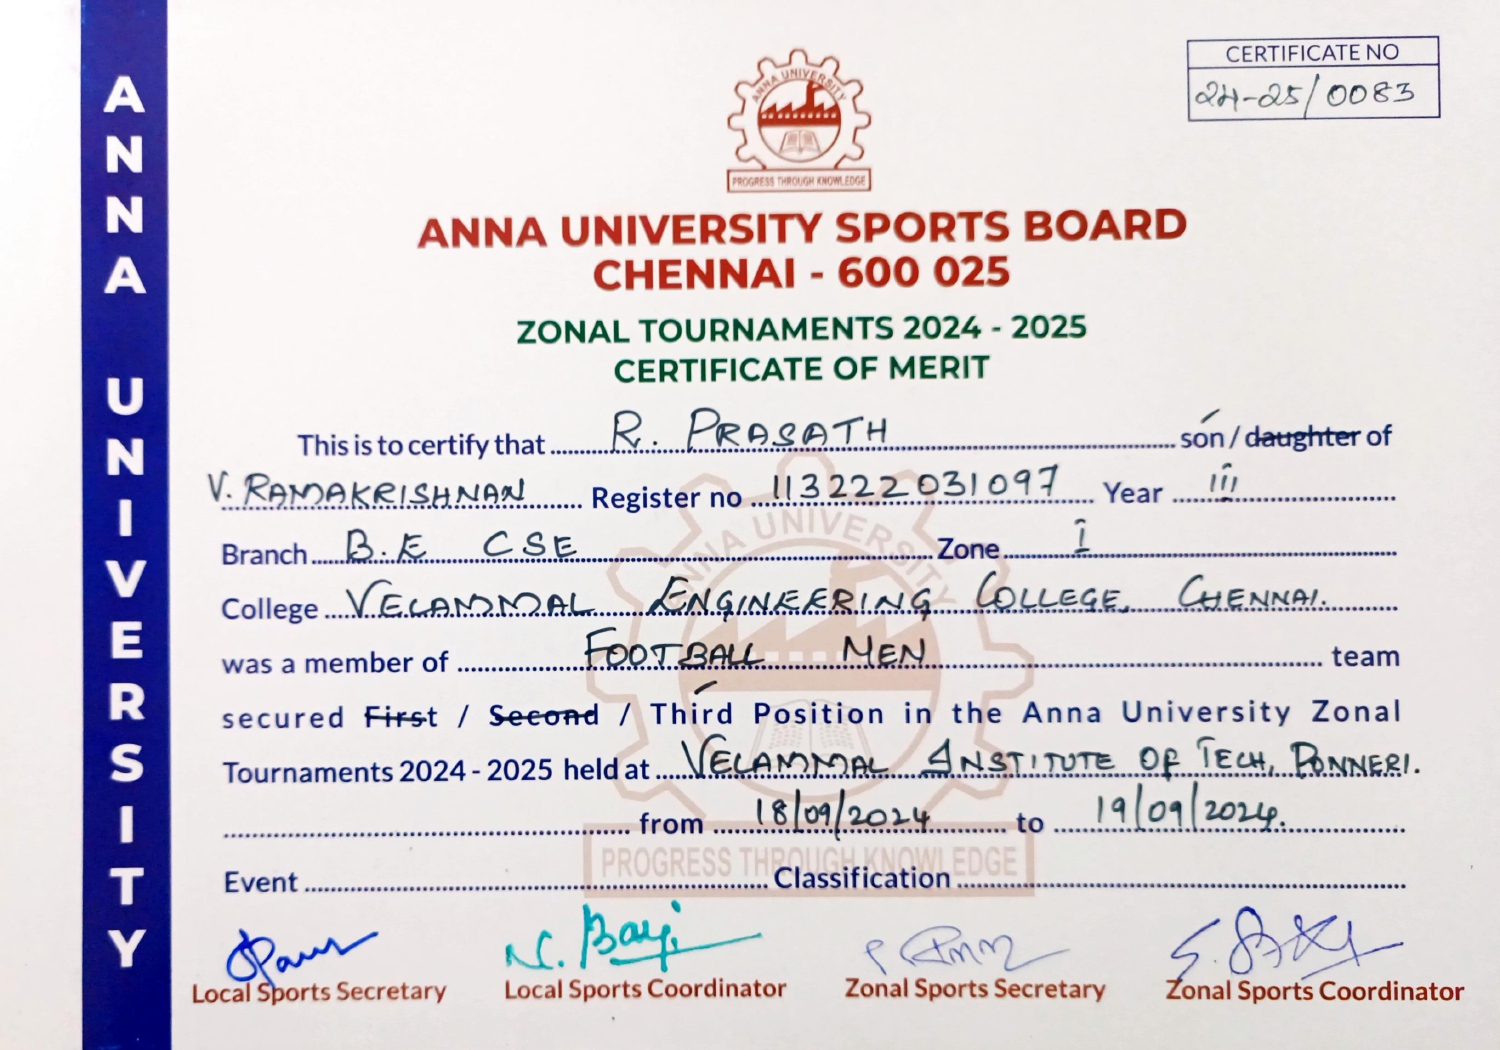 ANNA UNIVERSITY
CERTIFICATE NO
24-25/0083
ANNA UNIVERSITY
PROGRESS THROUGH KNOWLEDGE
ANNA UNIVERSITY SPORTS BOARD
CHENNAI - 600 025
ZONAL TOURNAMENTS 2024 - 2025
CERTIFICATE OF MERIT
This is to certify that R. PRASATH son / daughter of
V. RAMAKRISHNAN Register no 113222031097 Year iii
Branch B.E CSE Zone I
College VELAMMAL ENGINEERING COLLEGE, CHENNAI.
was a member of FOOTBALL MEN team
secured First / Second / Third Position in the Anna University Zonal
Tournaments 2024 - 2025 held at VELAMMAL INSTITUTE OF TECH, PONNERI.
from 18/09/2024 to 19/09/2024.
ANNA UNIVERSITY
PROGRESS THROUGH KNOWLEDGE
Event Classification
Local Sports Secretary Local Sports Coordinator Zonal Sports Secretary Zonal Sports Coordinator